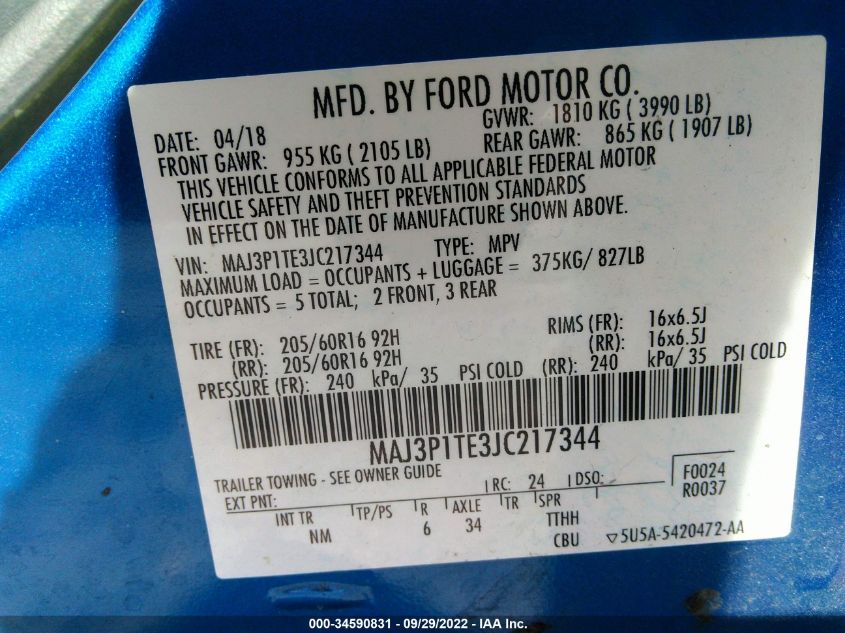 MFD. BY FORD MOTOR CO.
DATE: 04/18 GVWR: 1810 KG ( 3990 LB)
FRONT GAWR: 955 KG ( 2105 LB) REAR GAWR: 865 KG ( 1907 LB)
THIS VEHICLE CONFORMS TO ALL APPLICABLE FEDERAL MOTOR
VEHICLE SAFETY AND THEFT PREVENTION STANDARDS
IN EFFECT ON THE DATE OF MANUFACTURE SHOWN ABOVE.
VIN: MAJ3P1TE3JC217344 TYPE: MPV
MAXIMUM LOAD = OCCUPANTS + LUGGAGE = 375KG/ 827LB
OCCUPANTS = 5 TOTAL; 2 FRONT, 3 REAR
TIRE (FR): 205/60R16 92H RIMS (FR): 16x6.5J
(RR): 205/60R16 92H (RR): 16x6.5J
PRESSURE (FR): 240 kPa/ 35 PSI COLD (RR): 240 kPa/ 35 PSI COLD
MAJ3P1TE3JC217344
TRAILER TOWING - SEE OWNER GUIDE
EXT PNT: RC: 24 DSO: F0024
R0037
INT TR TP/PS R AXLE TR SPR
NM 6 34 TTHH
CBU 5U5A-5420472-AA
000-34590831 - 09/29/2022 - IAA Inc.